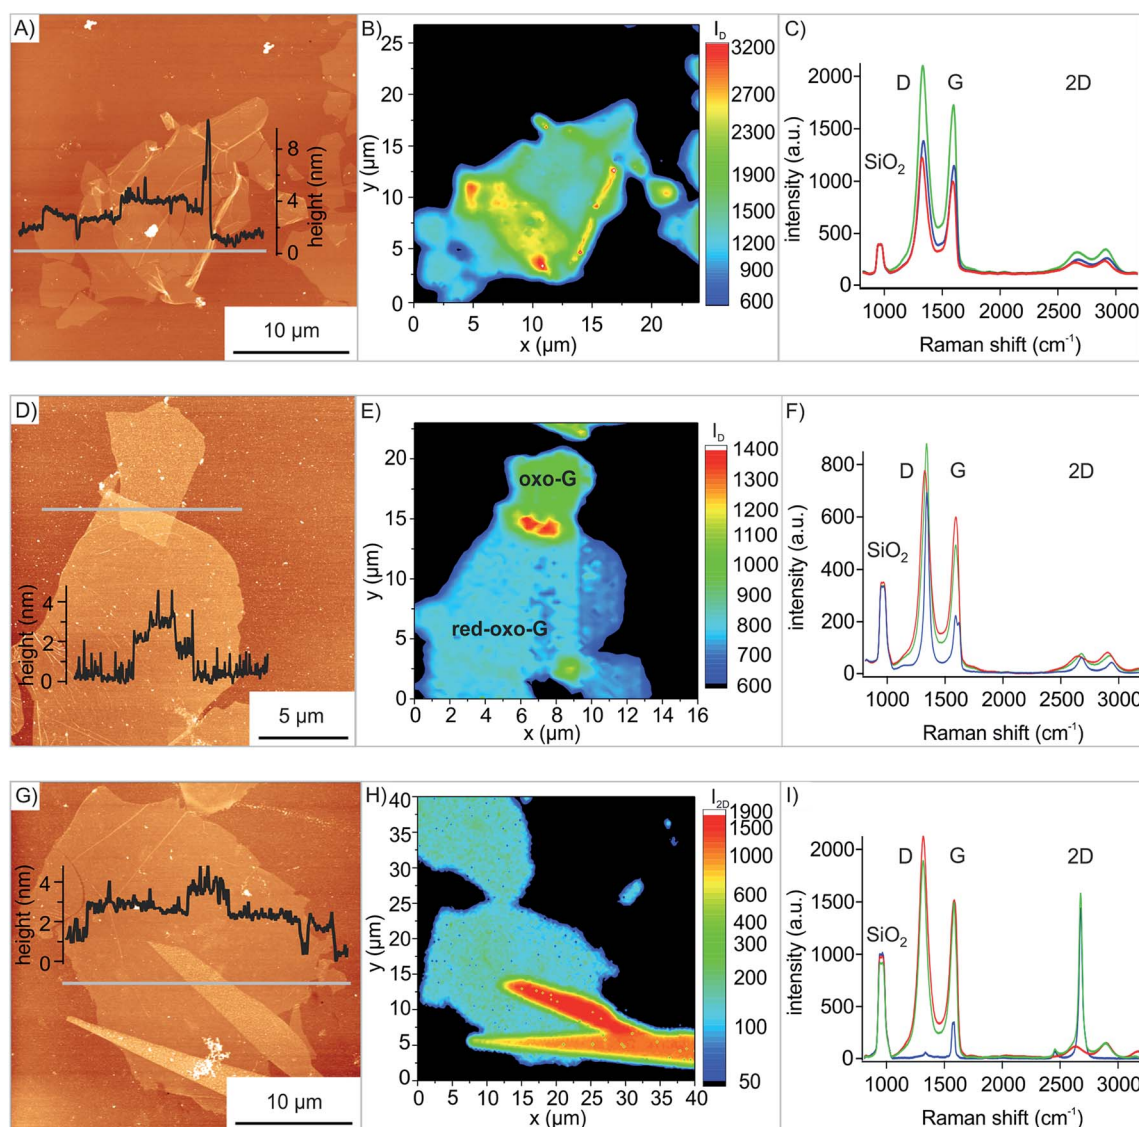 A)
8
4
0
height (nm)
10 µm
B)
I_D
25
20
15
10
5
0
y (µm)
0 5 10 15 20
x (µm)
3200
2700
2100
1800
1500
1200
900
600
C)
2000
1500
1000
500
0
intensity (a.u.)
D G 2D
SiO₂
1000 1500 2000 2500 3000
Raman shift (cm⁻¹)
D)
4
2
0
height (nm)
5 µm
E)
I_D
oxo-G
red-oxo-G
20
15
10
5
0
y (µm)
0 2 4 6 8 10 12 14 16
x (µm)
1400
1300
1200
1100
1000
900
800
700
600
F)
800
600
400
200
0
intensity (a.u.)
D G 2D
SiO₂
1000 1500 2000 2500 3000
Raman shift (cm⁻¹)
G)
4
2
0
height (nm)
10 µm
H)
I_2D
40
35
30
25
20
15
10
5
0
y (µm)
0 5 10 15 20 25 30 35 40
x (µm)
1900
1500
1000
600
400
300
200
100
50
I)
2000
1500
1000
500
0
intensity (a.u.)
D G 2D
SiO₂
1000 1500 2000 2500 3000
Raman shift (cm⁻¹)